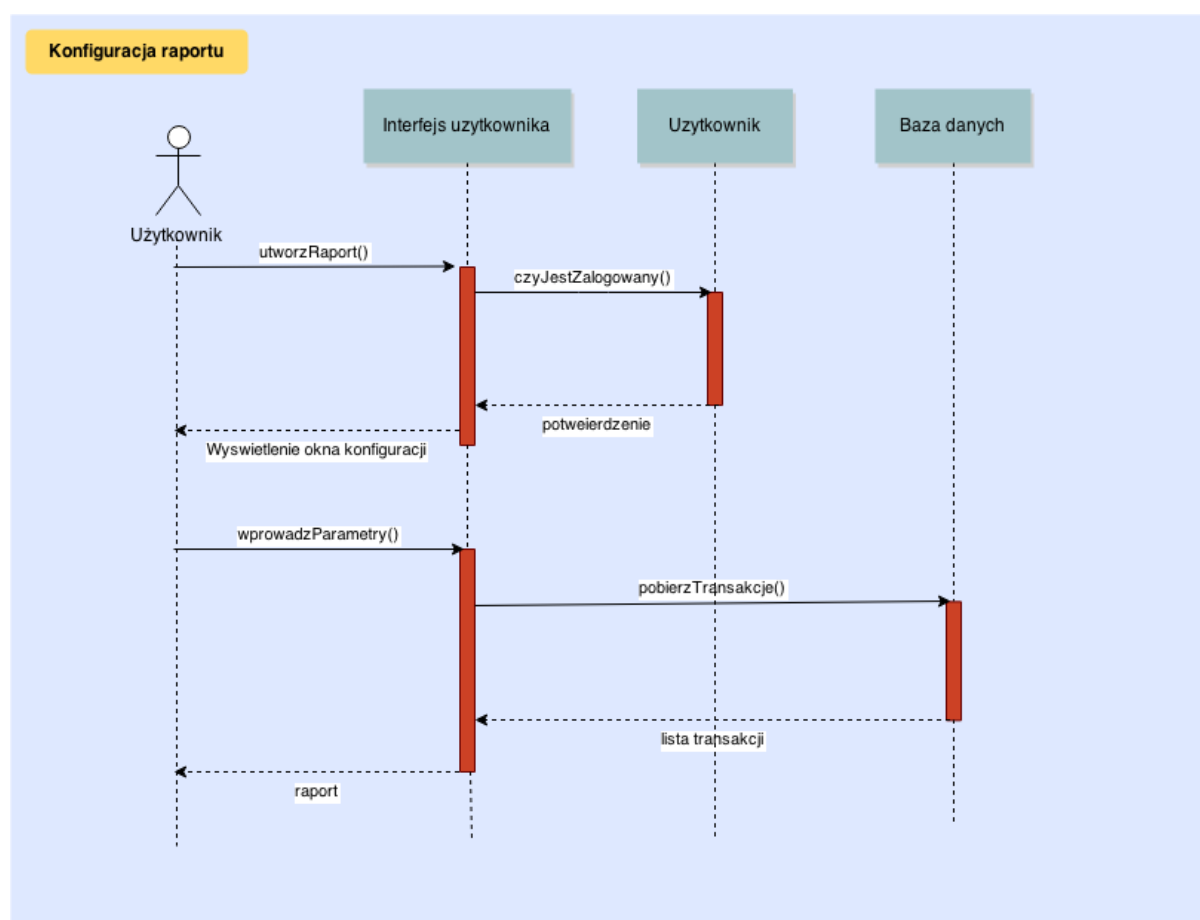 Konfiguracja raportu
Interfejs uzytkownika
Uzytkownik
Baza danych
Użytkownik
utworzRaport()
czyJestZalogowany()
potweierdzenie
Wyswietlenie okna konfiguracji
wprowadzParametry()
pobierzTransakcje()
lista transakcji
raport